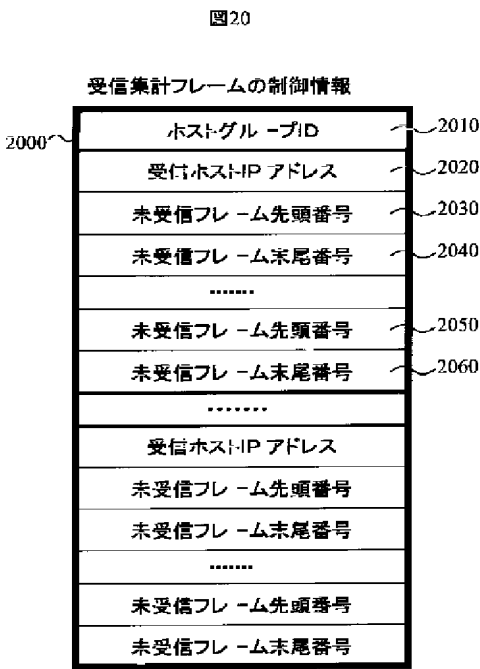 図20
受信集計フレームの制御情報
2000
ホストグループID 2010
受信ホストIP アドレス 2020
未受信フレーム先頭番号 2030
未受信フレーム末尾番号 2040
・・・・・・・
未受信フレーム先頭番号 2050
未受信フレーム末尾番号 2060
・・・・・・・
受信ホストIP アドレス
未受信フレーム先頭番号
未受信フレーム末尾番号
・・・・・・・
未受信フレーム先頭番号
未受信フレーム末尾番号